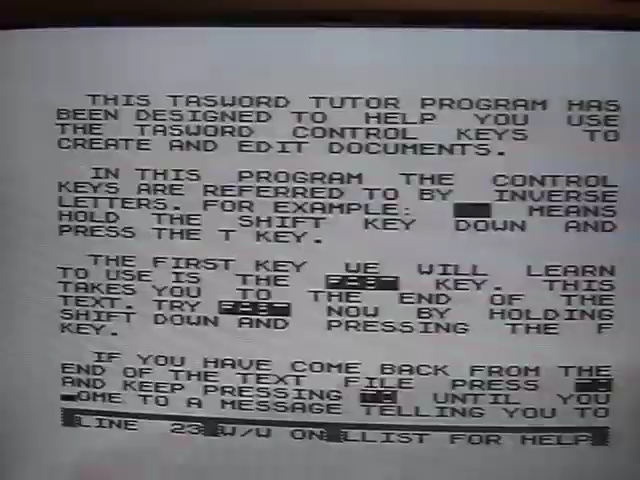 THIS TASWORD TUTOR PROGRAM HAS
BEEN DESIGNED TO HELP YOU USE
THE TASWORD CONTROL KEYS TO
CREATE AND EDIT DOCUMENTS.
IN THIS PROGRAM THE CONTROL
KEYS ARE REFERRED TO BY INVERSE
LETTERS. FOR EXAMPLE: MEANS
HOLD THE SHIFT KEY DOWN AND
PRESS THE T KEY.
THE FIRST KEY WE WILL LEARN
TO USE IS THE FAST KEY. THIS
TAKES YOU TO THE END OF THE
TEXT. TRY FAST NOW BY HOLDING
SHIFT DOWN AND PRESSING THE F
KEY.
IF YOU HAVE COME BACK FROM THE
END OF THE TEXT FILE PRESS
AND KEEP PRESSING UNTIL YOU
OME TO A MESSAGE TELLING YOU TO
LINE 23 W/W ON LLIST FOR HELP